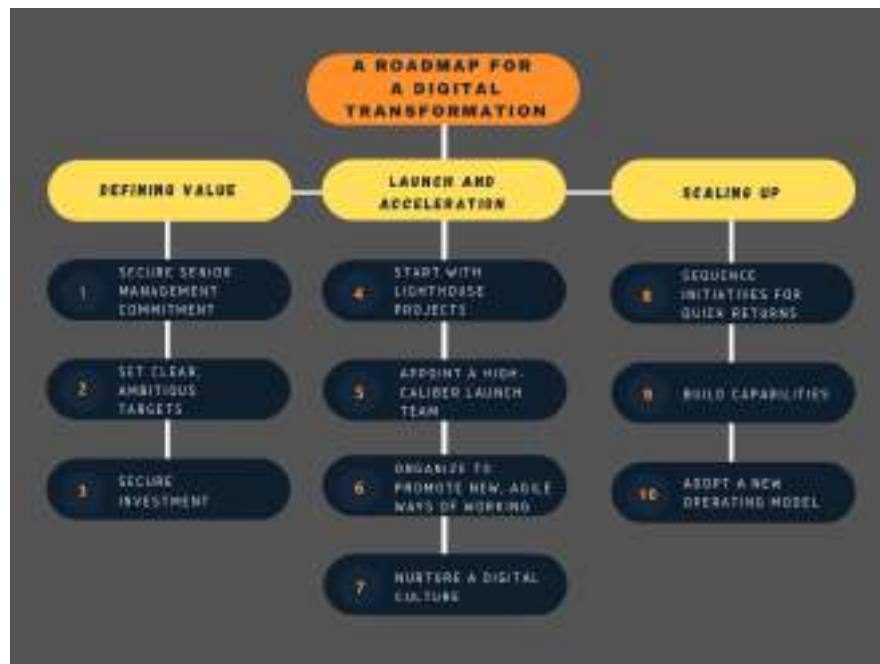 A ROADMAP FOR
A DIGITAL
TRANSFORMATION
DEFINING VALUE
1
SECURE SENIOR
MANAGEMENT
COMMITMENT
2
SET CLEAR,
AMBITIOUS
TARGETS
3
SECURE
INVESTMENT
LAUNCH AND
ACCELERATION
4
START WITH
LIGHTHOUSE
PROJECTS
5
APPOINT A HIGH-
CALIBER LAUNCH
TEAM
6
ORGANIZE TO
PROMOTE NEW, AGILE
WAYS OF WORKING
7
NURTURE A DIGITAL
CULTURE
SCALING UP
8
SEQUENCE
INITIATIVES FOR
QUICK RETURNS
9
BUILD CAPABILITIES
10
ADOPT A NEW
OPERATING MODEL